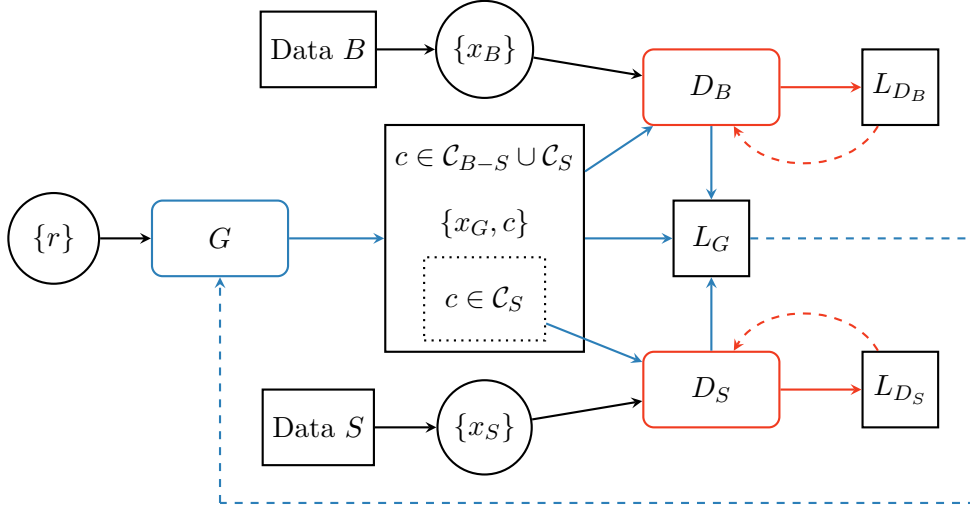 Data B
{x_B}
D_B
L_{D_B}
c ∈ 𝒞_{B−S} ∪ 𝒞_S
{r}
G
{x_G, c}
L_G
c ∈ 𝒞_S
D_S
L_{D_S}
Data S
{x_S}